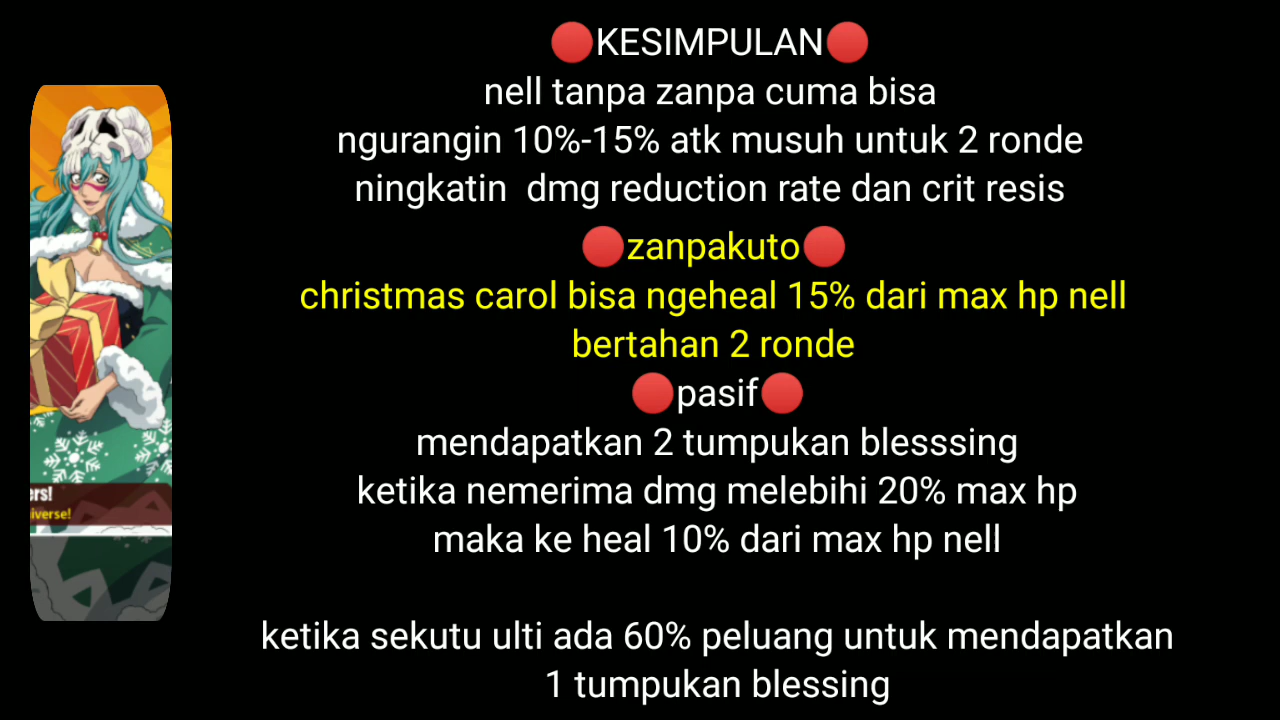 🔴KESIMPULAN🔴
nell tanpa zanpa cuma bisa
ngurangin 10%-15% atk musuh untuk 2 ronde
ningkatin dmg reduction rate dan crit resis
🔴zanpakuto🔴
christmas carol bisa ngeheal 15% dari max hp nell
bertahan 2 ronde
🔴pasif🔴
mendapatkan 2 tumpukan blesssing
ketika nemerima dmg melebihi 20% max hp
maka ke heal 10% dari max hp nell
ketika sekutu ulti ada 60% peluang untuk mendapatkan
1 tumpukan blessing
ers!
iverse!